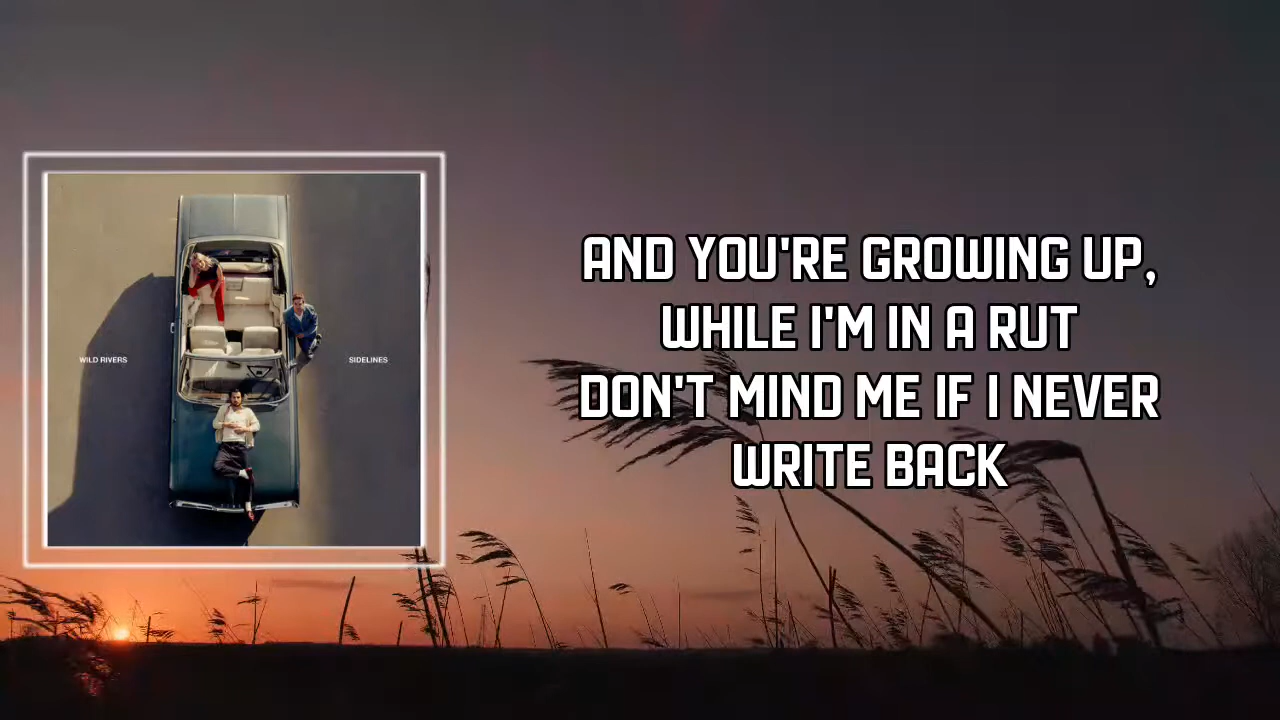 WILD RIVERS
SIDELINES
AND YOU'RE GROWING UP,
WHILE I'M IN A RUT
DON'T MIND ME IF I NEVER
WRITE BACK